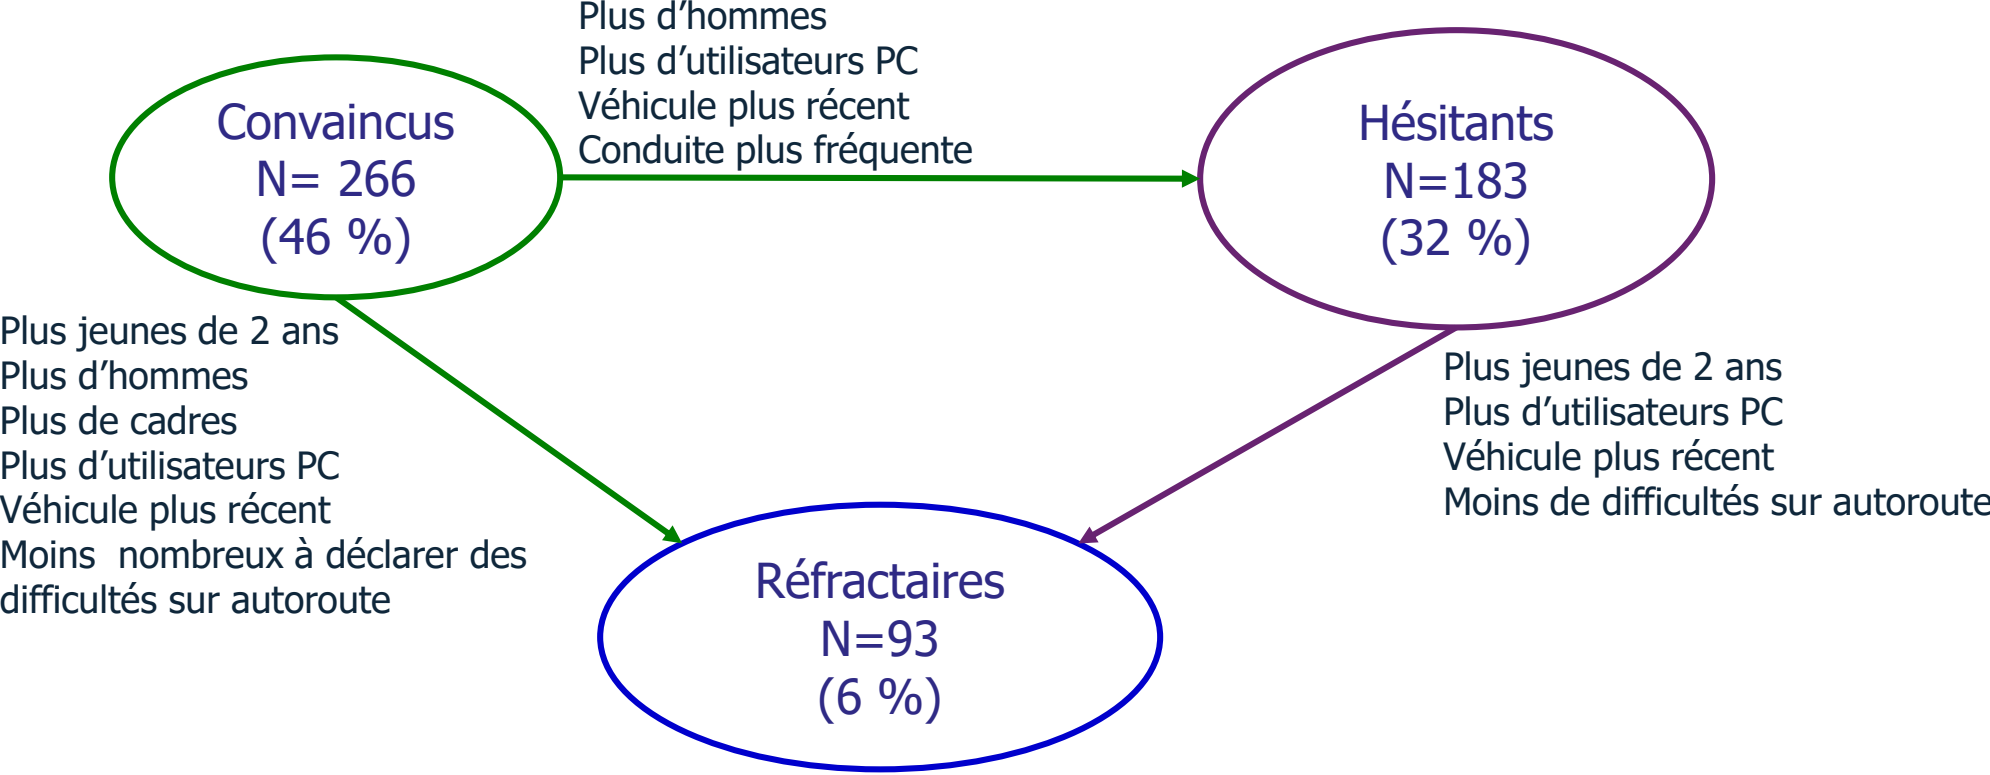 Plus d’hommes
Plus d’utilisateurs PC
Véhicule plus récent
Conduite plus fréquente
Convaincus
N= 266
(46 %)
Hésitants
N=183
(32 %)
Plus jeunes de 2 ans
Plus d’hommes
Plus de cadres
Plus d’utilisateurs PC
Véhicule plus récent
Moins  nombreux à déclarer des
difficultés sur autoroute
Plus jeunes de 2 ans
Plus d’utilisateurs PC
Véhicule plus récent
Moins de difficultés sur autoroute
Réfractaires
N=93
(6 %)